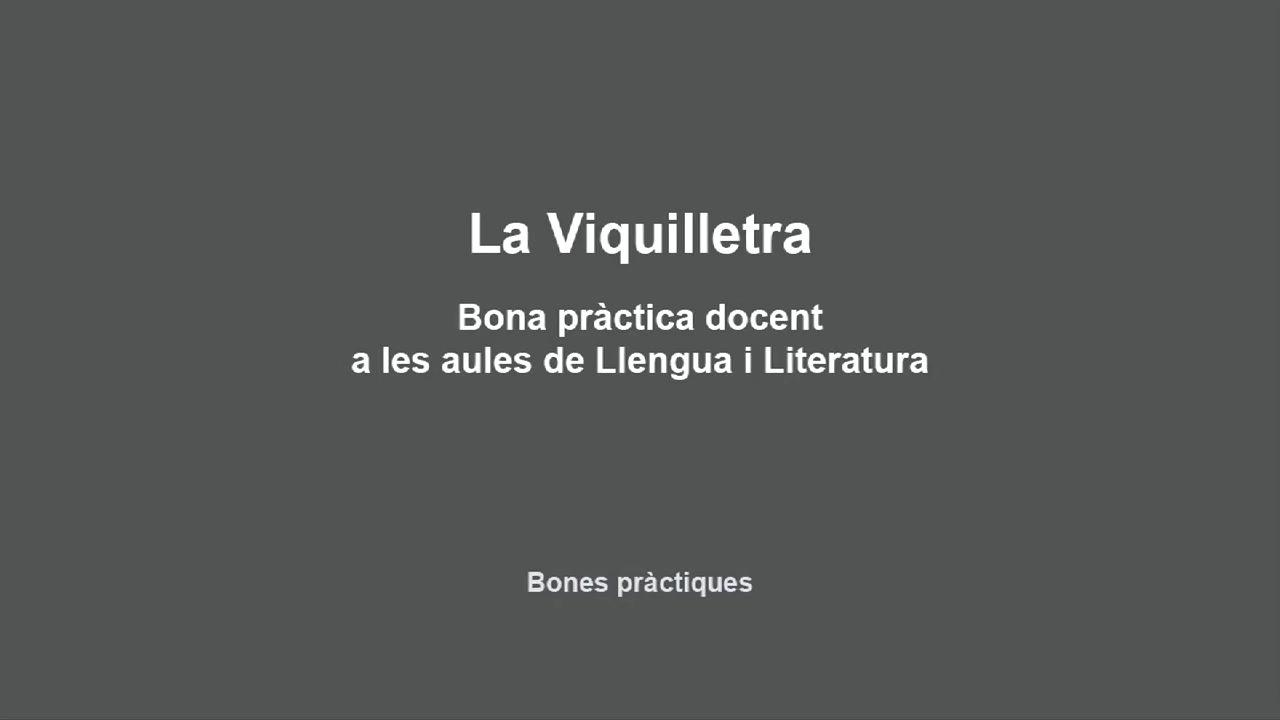 La Viquilletra
Bona pràctica docent
a les aules de Llengua i Literatura
Bones pràctiques